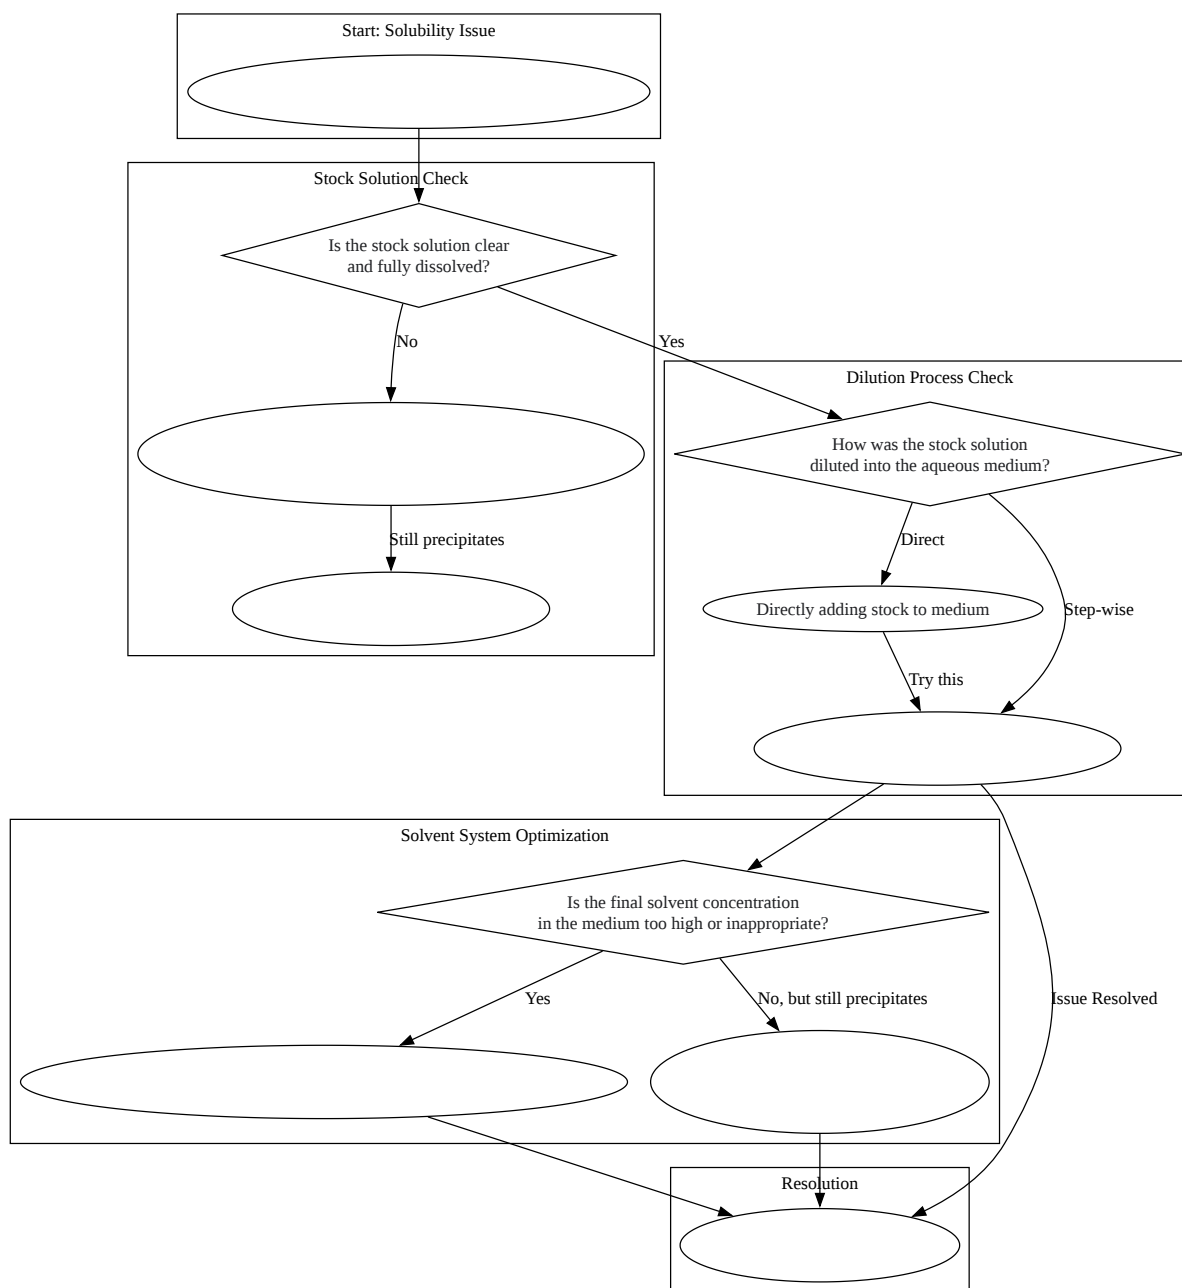 Start: Solubility Issue
Stock Solution Check
Is the stock solution clear
and fully dissolved?
No
Yes
Dilution Process Check
How was the stock solution
diluted into the aqueous medium?
Still precipitates
Direct
Directly adding stock to medium
Step-wise
Try this
Solvent System Optimization
Is the final solvent concentration
in the medium too high or inappropriate?
Yes
No, but still precipitates
Issue Resolved
Resolution